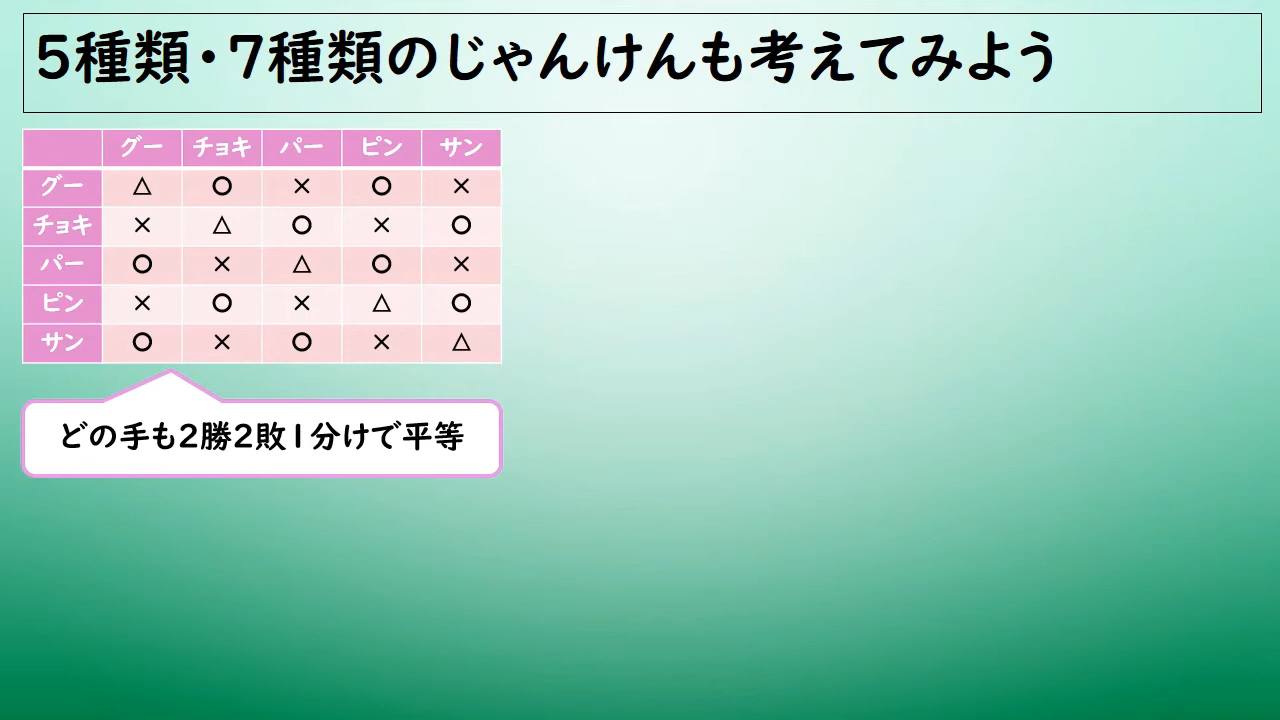 5種類・7種類のじゃんけんも考えてみよう
グー チョキ パー ピン サン
グー △ 〇 × 〇 ×
チョキ × △ 〇 × 〇
パー 〇 × △ 〇 ×
ピン × 〇 × △ 〇
サン 〇 × 〇 × △
どの手も2勝2敗1分けで平等